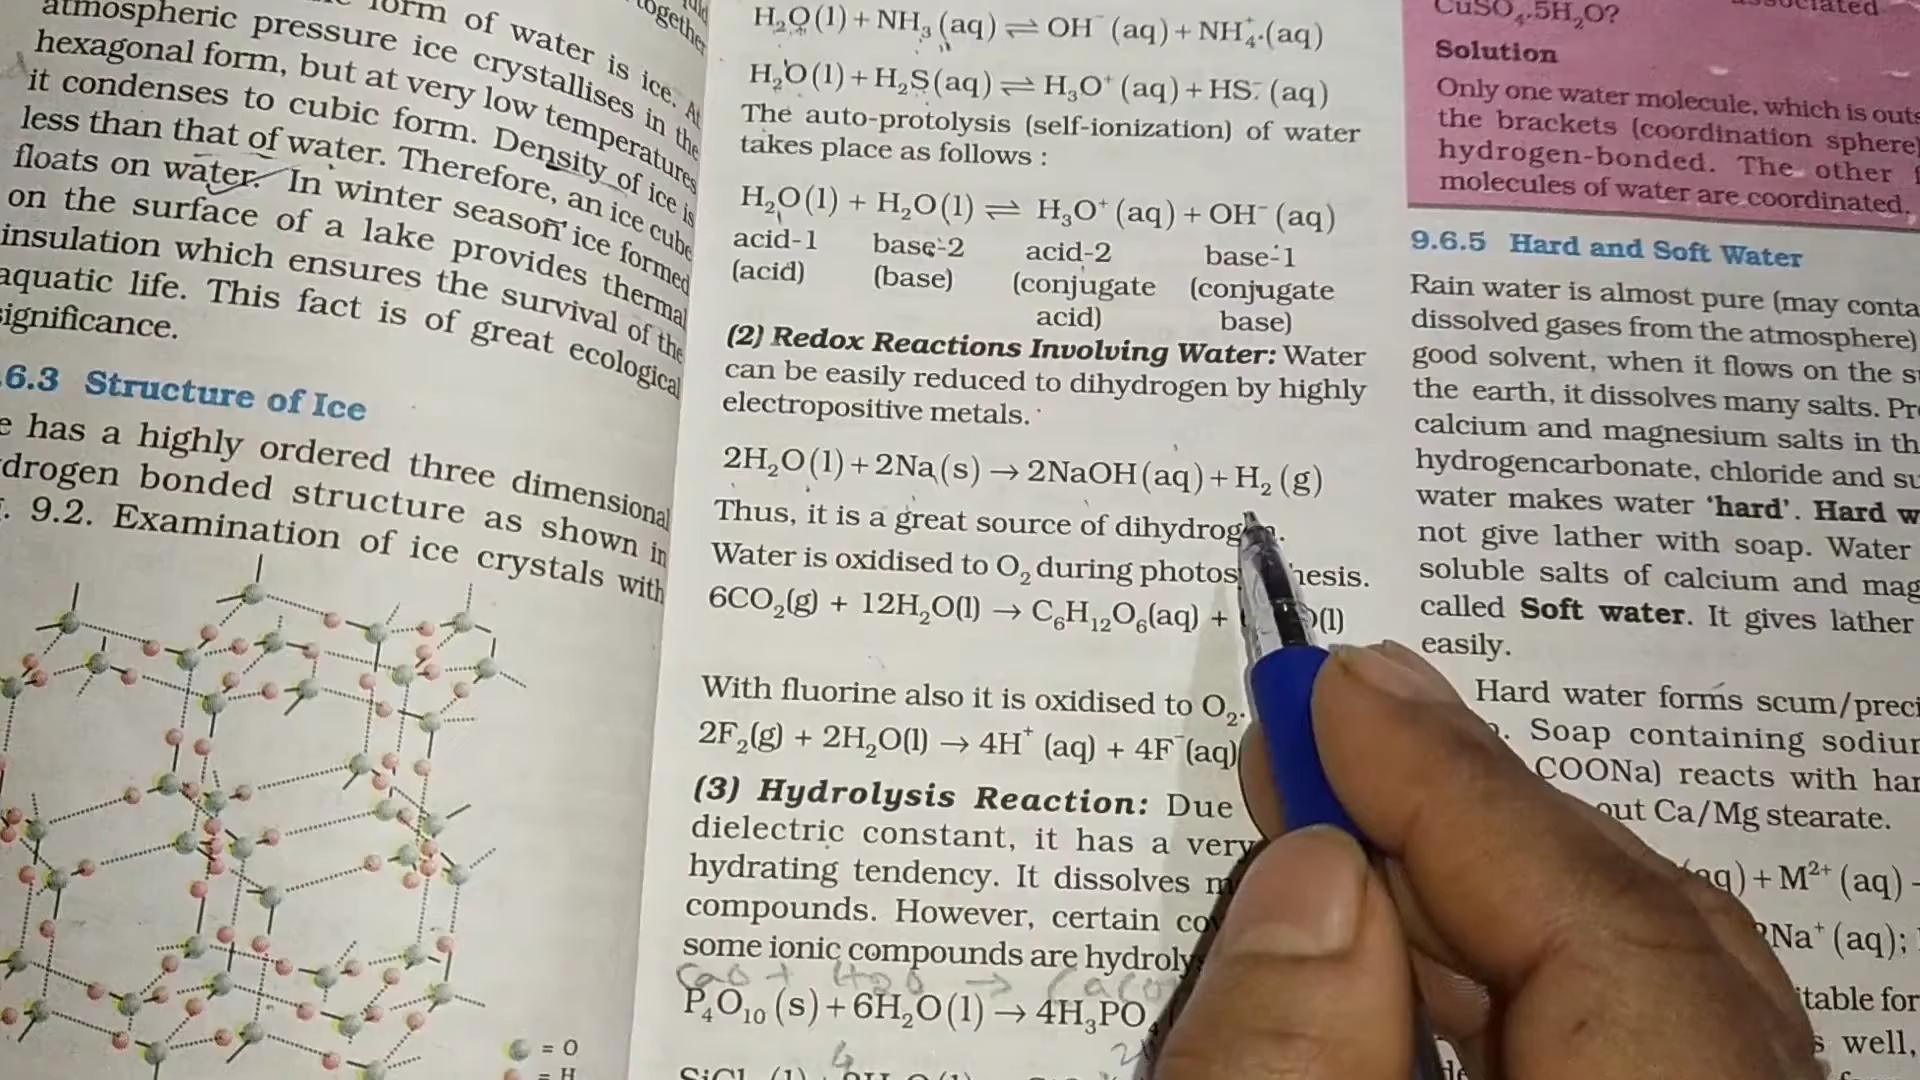 form of water is ice. At
atmospheric pressure ice crystallises in the
hexagonal form, but at very low temperatures
it condenses to cubic form. Density of ice is
less than that of water. Therefore, an ice cube
floats on water. In winter season ice formed
on the surface of a lake provides thermal
insulation which ensures the survival of the
aquatic life. This fact is of great ecological
significance.
.6.3 Structure of Ice
e has a highly ordered three dimensional
drogen bonded structure as shown in
. 9.2. Examination of ice crystals with
= O
= H
together
H₂O(l) + NH₃(aq) ⇌ OH⁻(aq) + NH₄⁺(aq)
H₂O(l) + H₂S(aq) ⇌ H₃O⁺(aq) + HS⁻(aq)
The auto-protolysis (self-ionization) of water
takes place as follows :
H₂O(l) + H₂O(l) ⇌ H₃O⁺(aq) + OH⁻(aq)
acid-1 base-2 acid-2 base-1
(acid) (base) (conjugate (conjugate
acid) base)
(2) Redox Reactions Involving Water: Water
can be easily reduced to dihydrogen by highly
electropositive metals.
2H₂O(l) + 2Na(s) → 2NaOH(aq) + H₂(g)
Thus, it is a great source of dihydrog
Water is oxidised to O₂ during photos hesis.
6CO₂(g) + 12H₂O(l) → C₆H₁₂O₆(aq) + (l)
With fluorine also it is oxidised to O₂.
2F₂(g) + 2H₂O(l) → 4H⁺(aq) + 4F⁻(aq)
(3) Hydrolysis Reaction: Due
dielectric constant, it has a very
hydrating tendency. It dissolves
compounds. However, certain
some ionic compounds are hydroly
CaO + H₂O →
P₄O₁₀(s) + 6H₂O(l) → 4H₃PO₄
CuSO₄.5H₂O?
associated
Solution
Only one water molecule, which is outs
the brackets (coordination sphere)
hydrogen-bonded. The other f
molecules of water are coordinated.
9.6.5 Hard and Soft Water
Rain water is almost pure (may conta
dissolved gases from the atmosphere)
good solvent, when it flows on the s
the earth, it dissolves many salts. Pr
calcium and magnesium salts in th
hydrogencarbonate, chloride and su
water makes water ‘hard’. Hard w
not give lather with soap. Water
soluble salts of calcium and mag
called Soft water. It gives lather
easily.
Hard water forms scum/preci
. Soap containing sodiu
COONa) reacts with har
out Ca/Mg stearate.
(aq) + M²⁺(aq)
Na⁺(aq);
table for
s well,